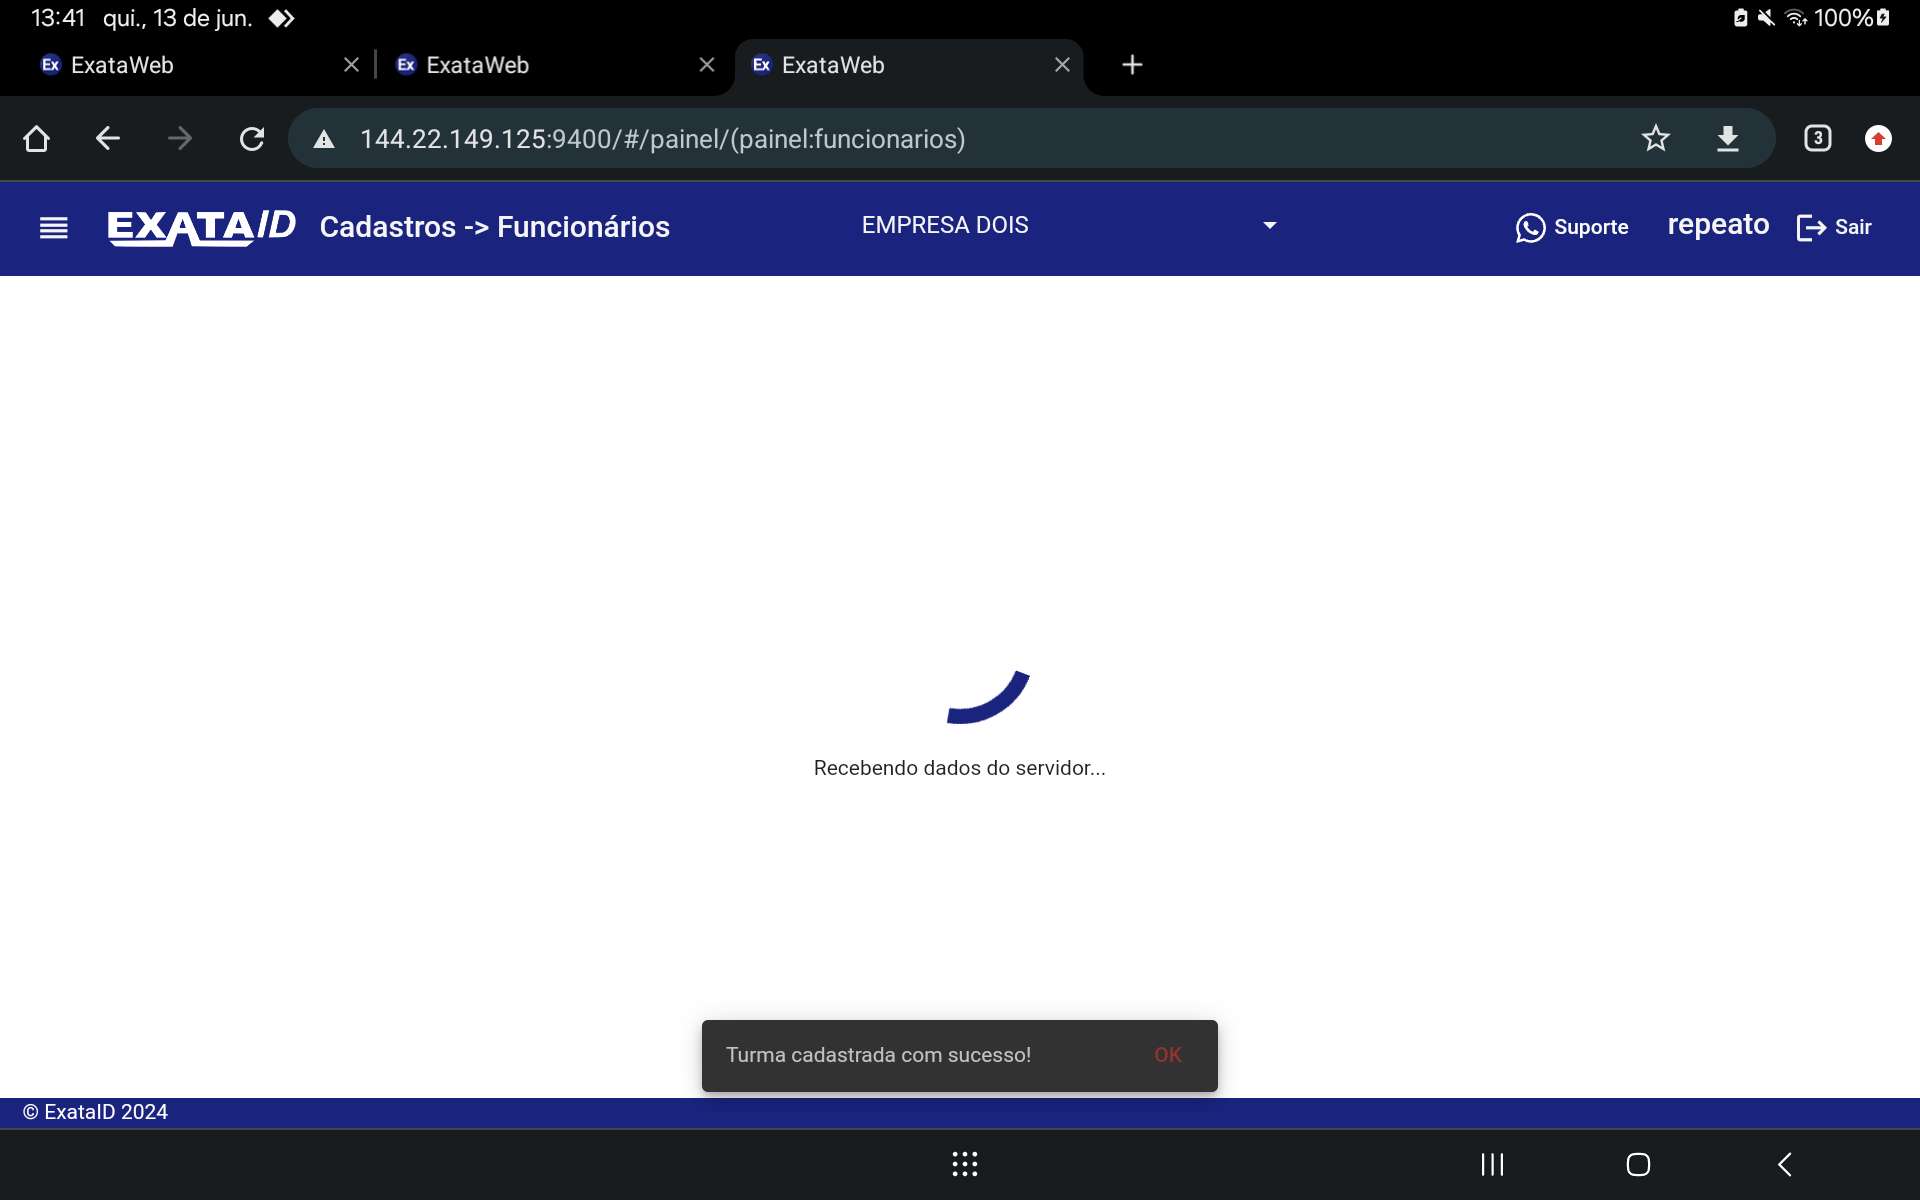 13:41 qui., 13 de jun. 100%
Ex ExataWeb Ex ExataWeb Ex ExataWeb
144.22.149.125:9400/#/painel/(painel:funcionarios) 3
EXATAID Cadastros -> Funcionários EMPRESA DOIS Suporte repeato Sair
Recebendo dados do servidor...
Turma cadastrada com sucesso! OK
© ExataID 2024